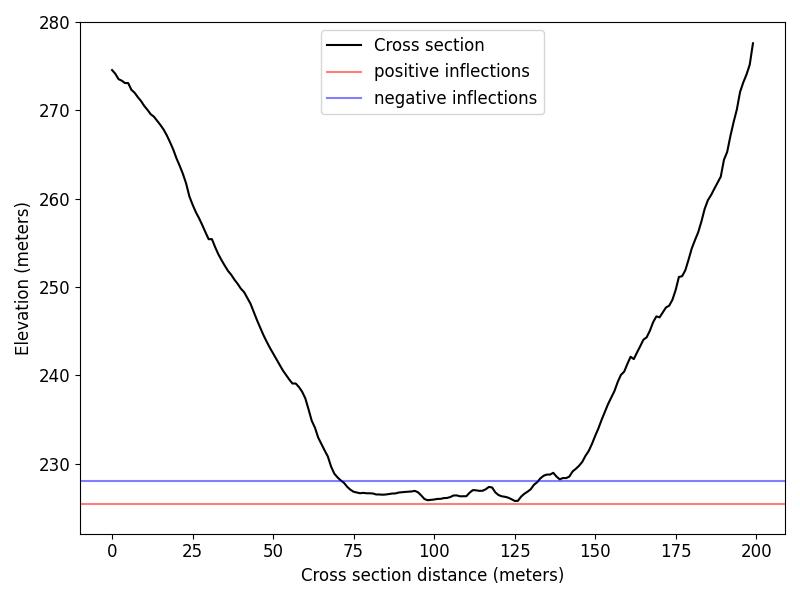 280
270
260
250
240
230
Elevation (meters)
Cross section
positive inflections
negative inflections
0 25 50 75 100 125 150 175 200
Cross section distance (meters)